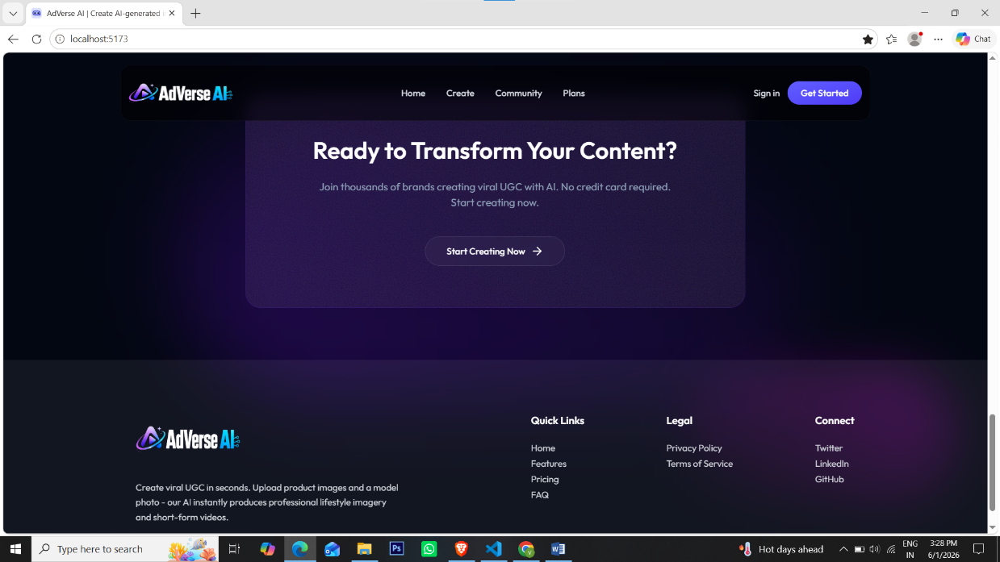 AdVerse AI | Create AI-generated i
localhost:5173
Chat
AdVerse AI
Home
Create
Community
Plans
Sign in
Get Started
Ready to Transform Your Content?
Join thousands of brands creating viral UGC with AI. No credit card required.
Start creating now.
Start Creating Now
AdVerse AI
Create viral UGC in seconds. Upload product images and a model
photo - our AI instantly produces professional lifestyle imagery
and short-form videos.
Quick Links
Home
Features
Pricing
FAQ
Legal
Privacy Policy
Terms of Service
Connect
Twitter
LinkedIn
GitHub
Type here to search
Ps
V
W
Hot days ahead
ENG
IN
3:28 PM
6/1/2026